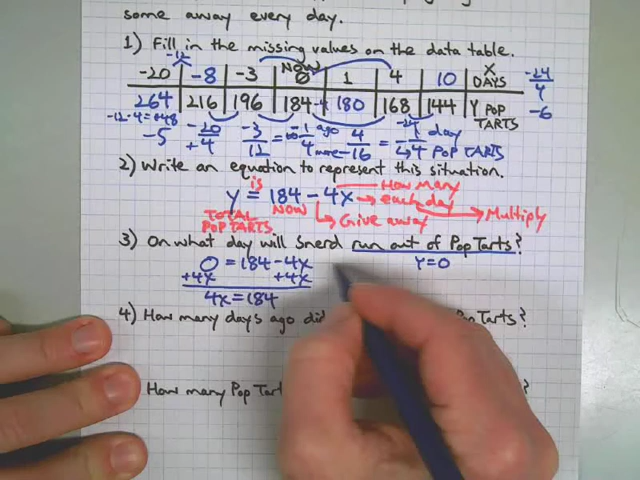 some away every day.
1) Fill in the missing values on the data table.
-12 NOW
-20 -8 -3 0 1 4 10 X DAYS -24/4
264 216 196 184 180 168 144 Y POP TARTS -6
-12·-4=+48 -20/+5 -3/12 = -1/4 ago 4/-16 = 1 day
-5 more -4 POP TARTS
2) Write an equation to represent this situation.
is How Many
y = 184 - 4x → each day → Multiply
TOTAL POP TARTS NOW Give away
3) On what day will Snerd run out of Pop Tarts?
0 = 184 - 4x Y=0
+4x +4x
4x = 184
4) How many days ago did Pop Tarts?
How many Pop Tart ?